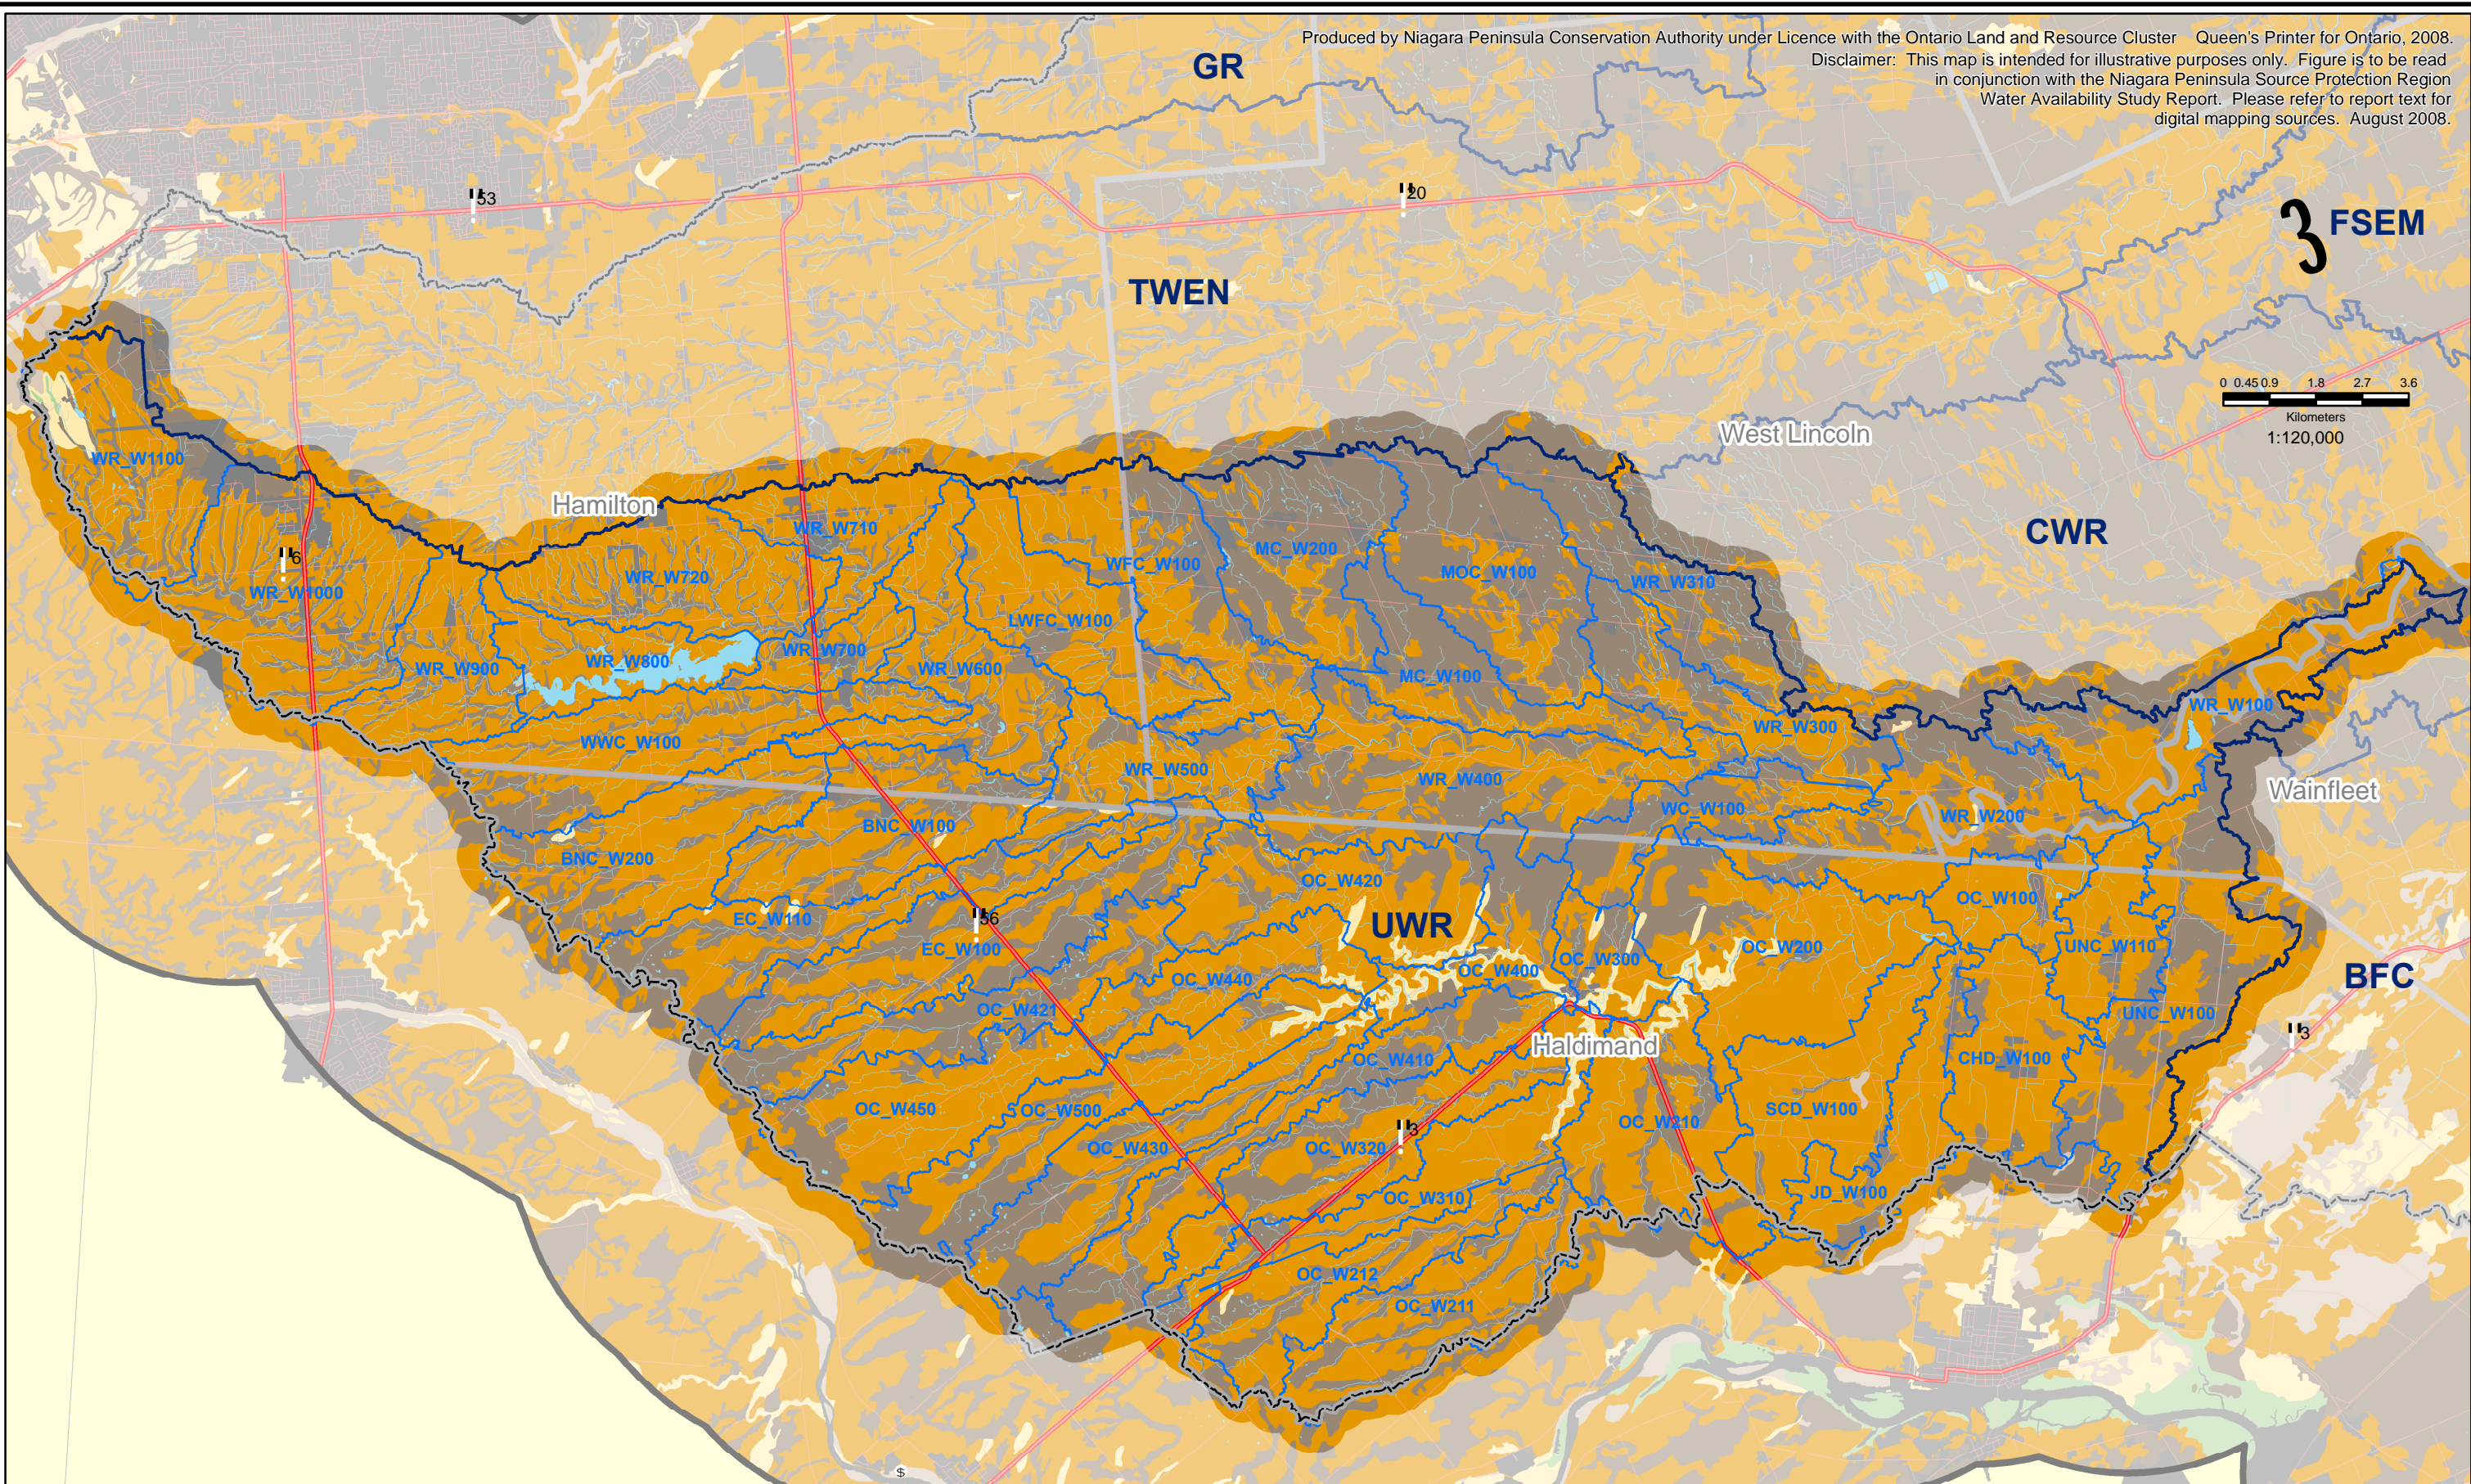 Produced by Niagara Peninsula Conservation Authority under Licence with the Ontario Land and Resource Cluster Queen's Printer for Ontario, 2008.
Disclaimer: This map is intended for illustrative purposes only. Figure is to be read
in conjunction with the Niagara Peninsula Source Protection Region
Water Availability Study Report. Please refer to report text for
digital mapping sources. August 2008.
GR
53
20
3 FSEM
TWEN
0 0.45 0.9 1.8 2.7 3.6
Kilometers
1:120,000
West Lincoln
WR_W1100
Hamilton
WR_W710
CWR
MC_W200
WFC_W100
MOC_W100
6
WR_W720
WR_W310
WR_W1000
LWFC_W100
WR_W700
WR_W800
WR_W900
WR_W600
MC_W100
WR_W100
WR_W300
WWC_W100
WR_W500
WR_W400
Wainfleet
WC_W100
WR_W200
BNC_W100
BNC_W200
OC_W420
OC_W100
EC_W110
56
UWR
EC_W100
OC_W200
UNC_W110
OC_W300
OC_W400
OC_W440
BFC
OC_W421
UNC_W100
3
Haldimand
OC_W410
CHD_W100
OC_W450
OC_W500
SCD_W100
OC_W210
3
OC_W430
OC_W320
OC_W310
JD_W100
OC_W212
OC_W211
$